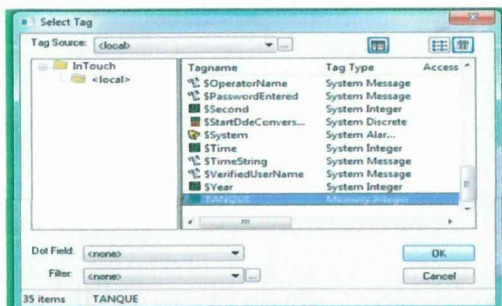 Select Tag
Tag Source: <local>
InTouch
<local>
Tagname Tag Type Access
$OperatorName System Message
$PasswordEntered System Message
$Second System Integer
$StartDdeConvers... System Discrete
$System System Alar...
$Time System Integer
$TimeString System Message
$VerifiedUserName System Message
$Year System Integer
TANQUE Memory Integer
Dot Field: <none>
OK
Filter: <none>
Cancel
35 items TANQUE